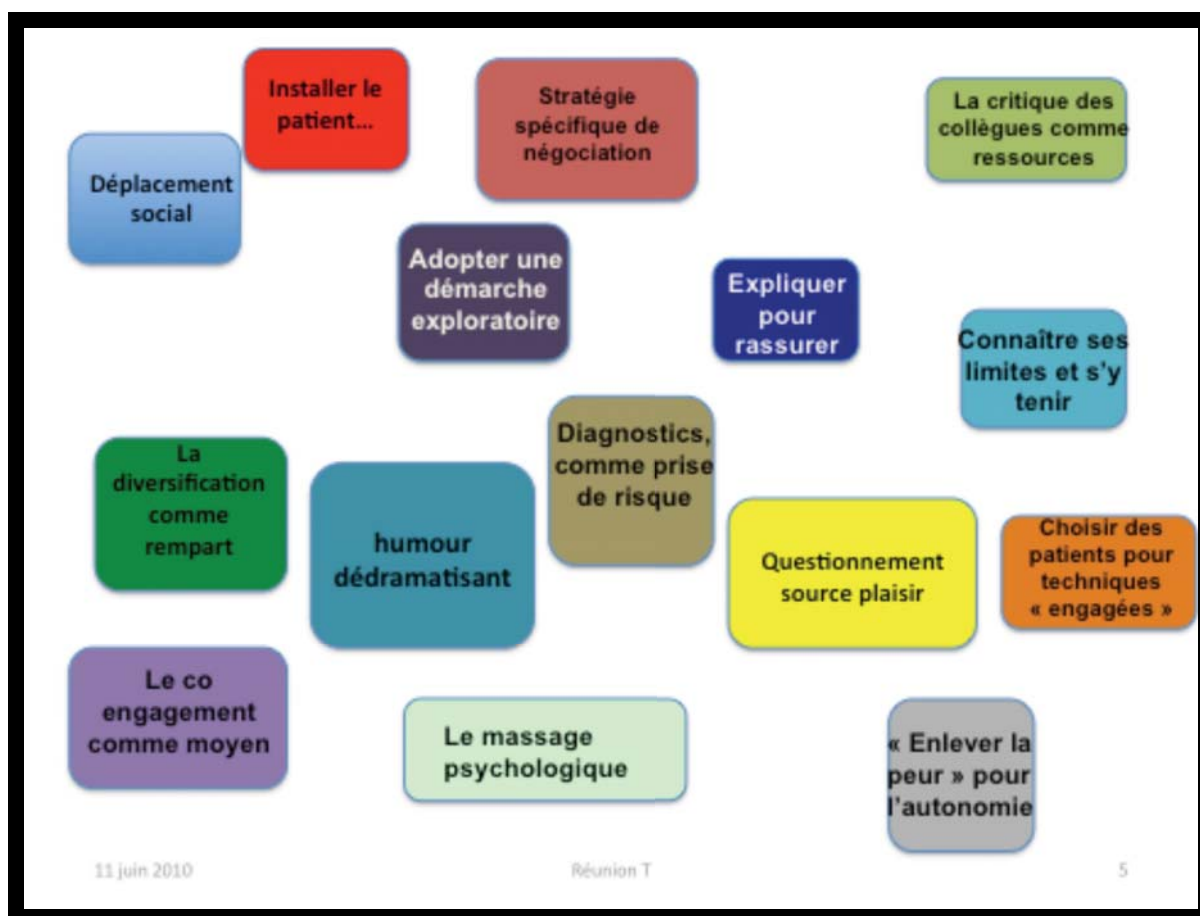 Installer le
patient...
Stratégie
spécifique de
négociation
La critique des
collègues comme
ressources
Déplacement
social
Adopter une
démarche
exploratoire
Expliquer
pour
rassurer
Connaître ses
limites et s'y
tenir
La
diversification
comme
rempart
humour
dédramatisant
Diagnostics,
comme prise
de risque
Questionnement
source plaisir
Choisir des
patients pour
techniques
« engagées »
Le co
engagement
comme moyen
Le massage
psychologique
« Enlever la
peur » pour
l'autonomie
11 juin 2010
Réunion T
5